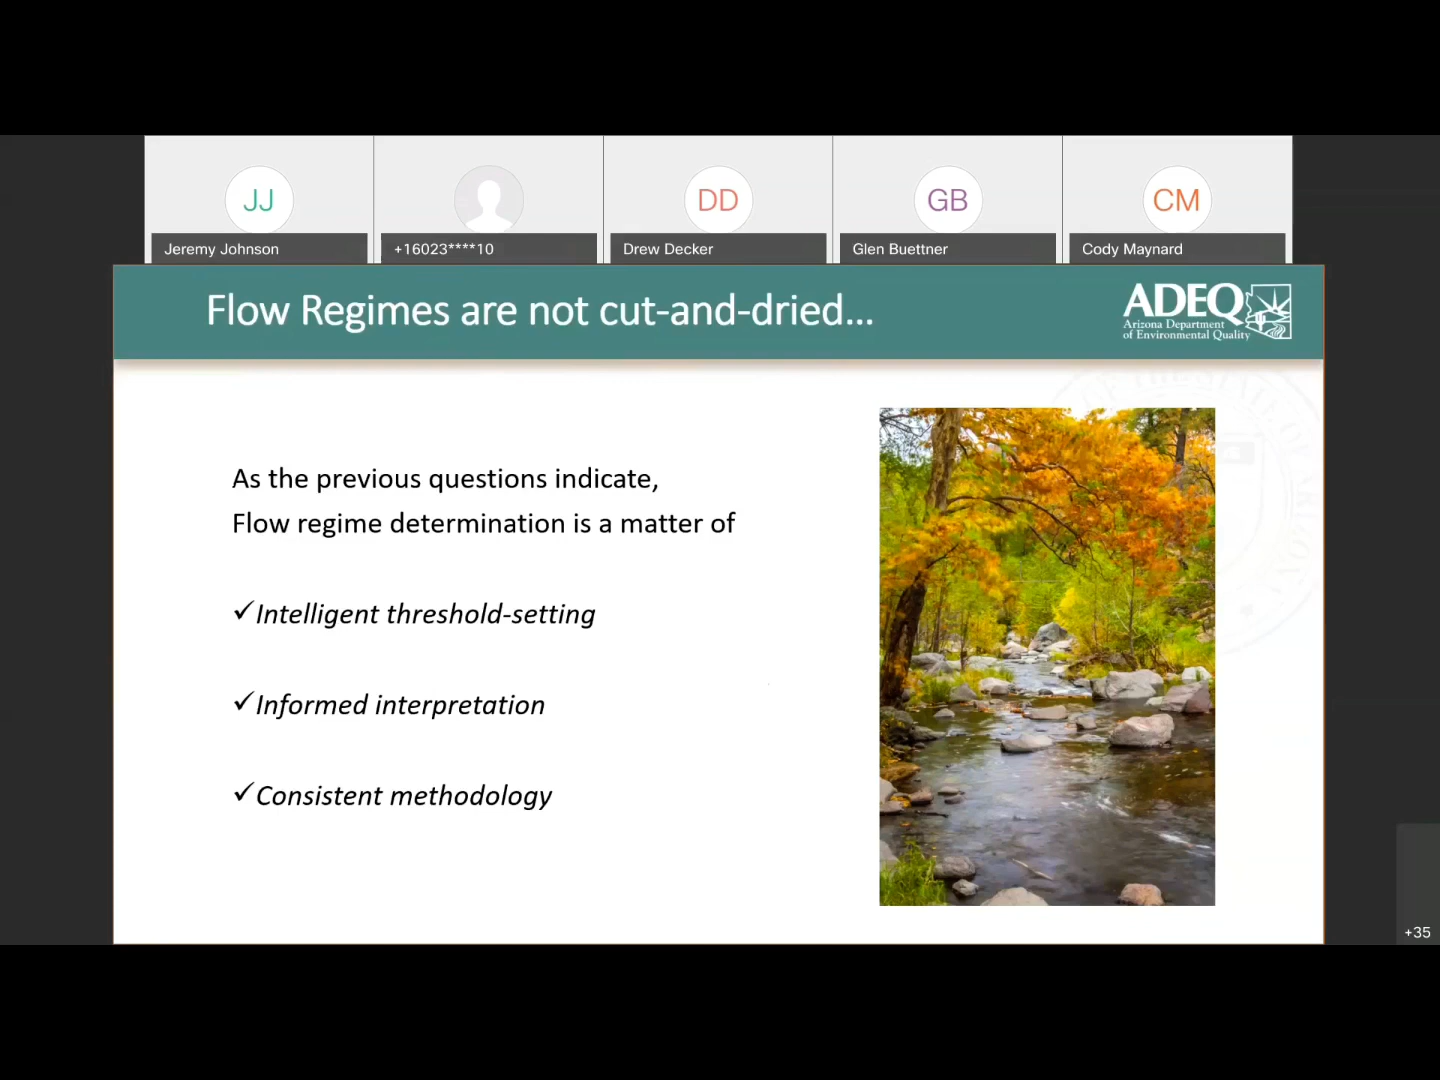 JJ
DD
GB
CM
Jeremy Johnson
+16023****10
Drew Decker
Glen Buettner
Cody Maynard
Flow Regimes are not cut-and-dried...
ADEQ
Arizona Department
of Environmental Quality
As the previous questions indicate,
Flow regime determination is a matter of
✓Intelligent threshold-setting
✓Informed interpretation
✓Consistent methodology
+35